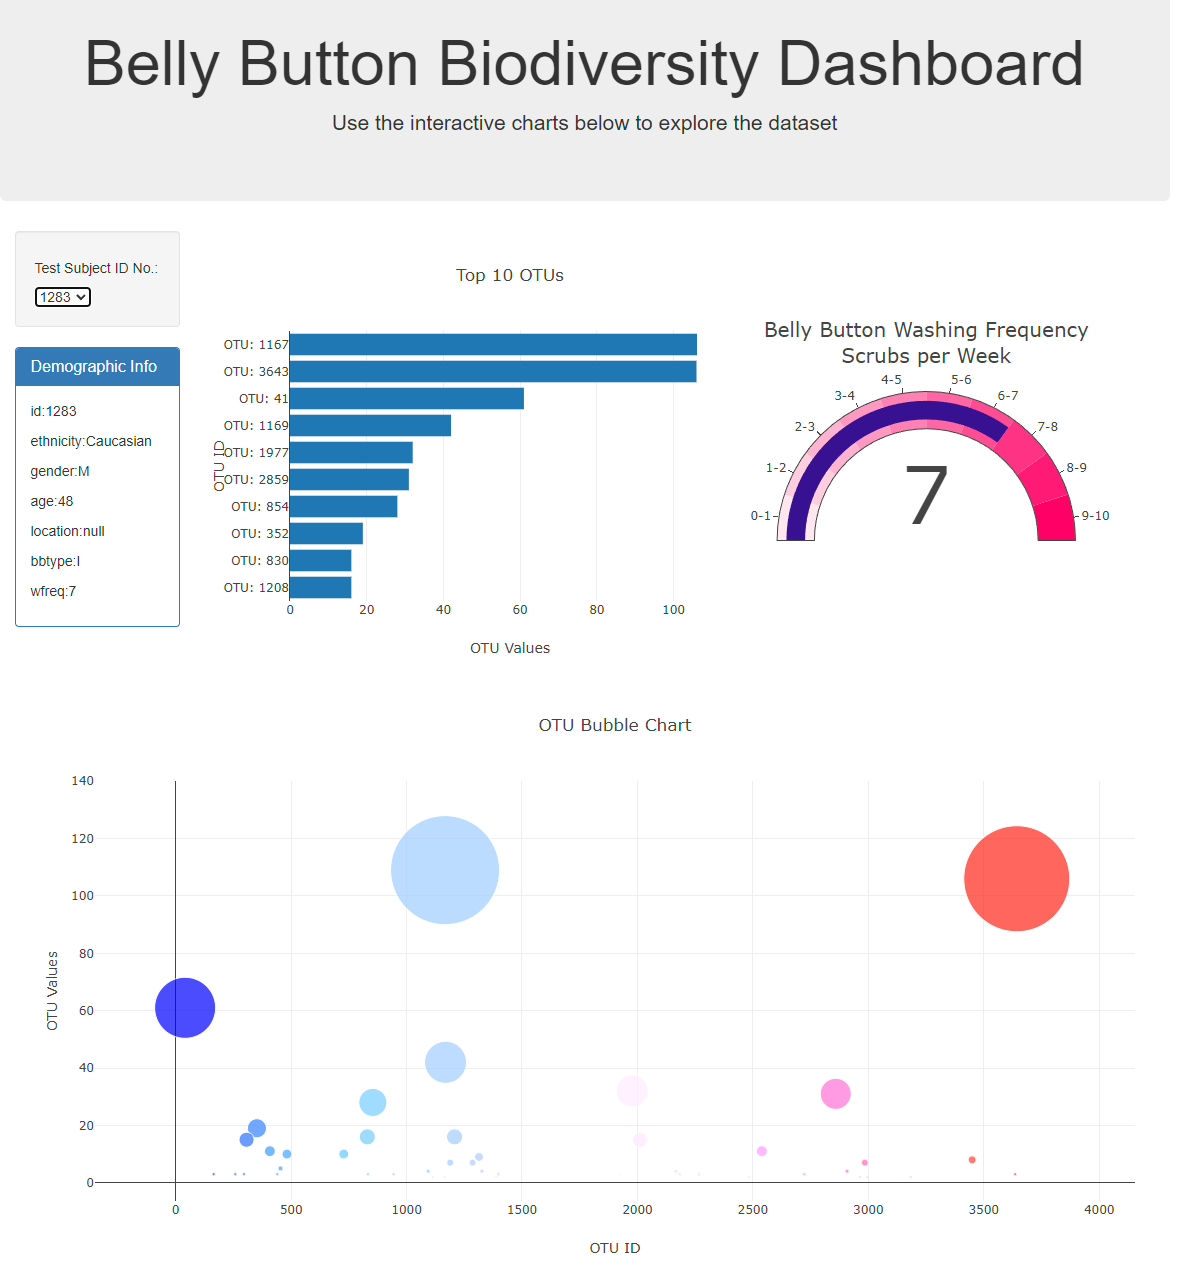 Belly Button Biodiversity Dashboard
Use the interactive charts below to explore the dataset
Test Subject ID No.:
1283
Demographic Info
id:1283
ethnicity:Caucasian
gender:M
age:48
location:null
bbtype:I
wfreq:7
Top 10 OTUs
OTU ID
OTU: 1167
OTU: 3643
OTU: 41
OTU: 1169
OTU: 1977
OTU: 2859
OTU: 854
OTU: 352
OTU: 830
OTU: 1208
0 20 40 60 80 100
OTU Values
Belly Button Washing Frequency
Scrubs per Week
0-1
1-2
2-3
3-4
4-5
5-6
6-7
7-8
8-9
9-10
7
OTU Bubble Chart
OTU Values
140
120
100
80
60
40
20
0
0 500 1000 1500 2000 2500 3000 3500 4000
OTU ID